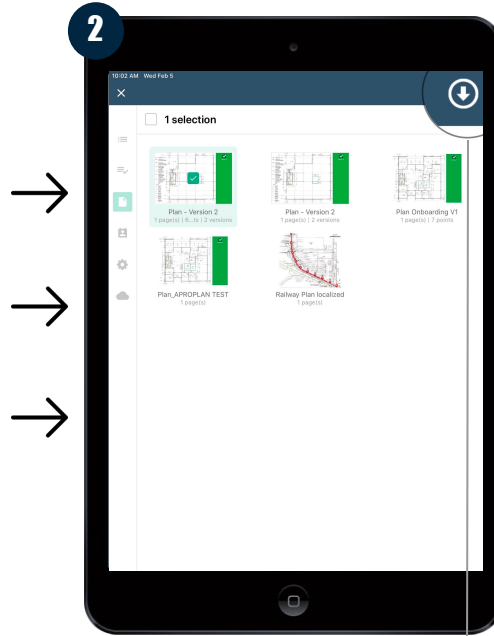 2
10:02 AM Wed Feb 5
1 selection
Plan - Version 2
1 page(s) | 6...ts | 2 versions
Plan - Version 2
1 page(s) | 2 versions
Plan Onboarding V1
1 page(s) | 7 points
Plan_APROPLAN TEST
1 page(s)
Railway Plan localized
1 page(s)